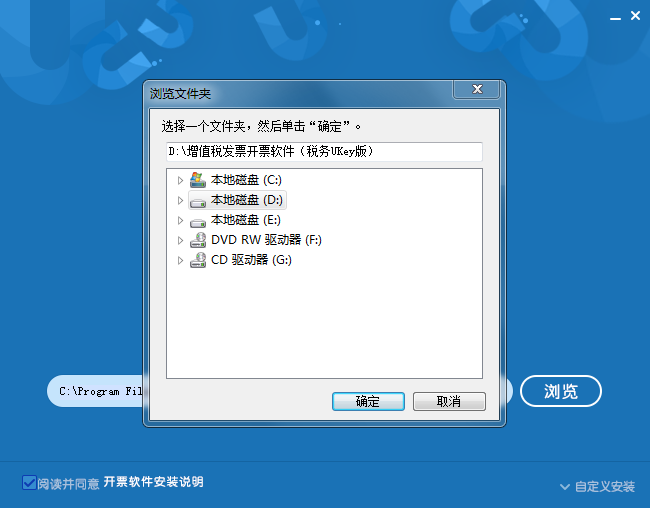 浏览文件夹
选择一个文件夹，然后单击“确定”。
D:\增值税发票开票软件（税务UKey版）
本地磁盘 (C:)
本地磁盘 (D:)
本地磁盘 (E:)
DVD RW 驱动器 (F:)
CD 驱动器 (G:)
C:\Program Fil
浏览
确定
取消
阅读并同意 开票软件安装说明
自定义安装